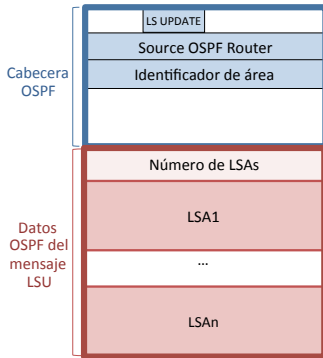 LS UPDATE
Source OSPF Router
Identificador de área
Cabecera
OSPF
Número de LSAs
LSA1
...
LSAn
Datos
OSPF del
mensaje
LSU